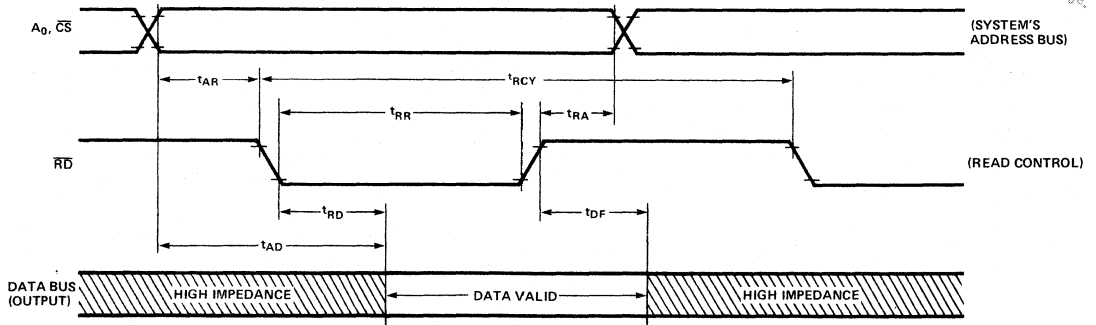 A0, CS
(SYSTEM'S
ADDRESS BUS)
tAR
tRCY
tRR
tRA
RD
(READ CONTROL)
tRD
tDF
tAD
DATA BUS
(OUTPUT)
HIGH IMPEDANCE
DATA VALID
HIGH IMPEDANCE